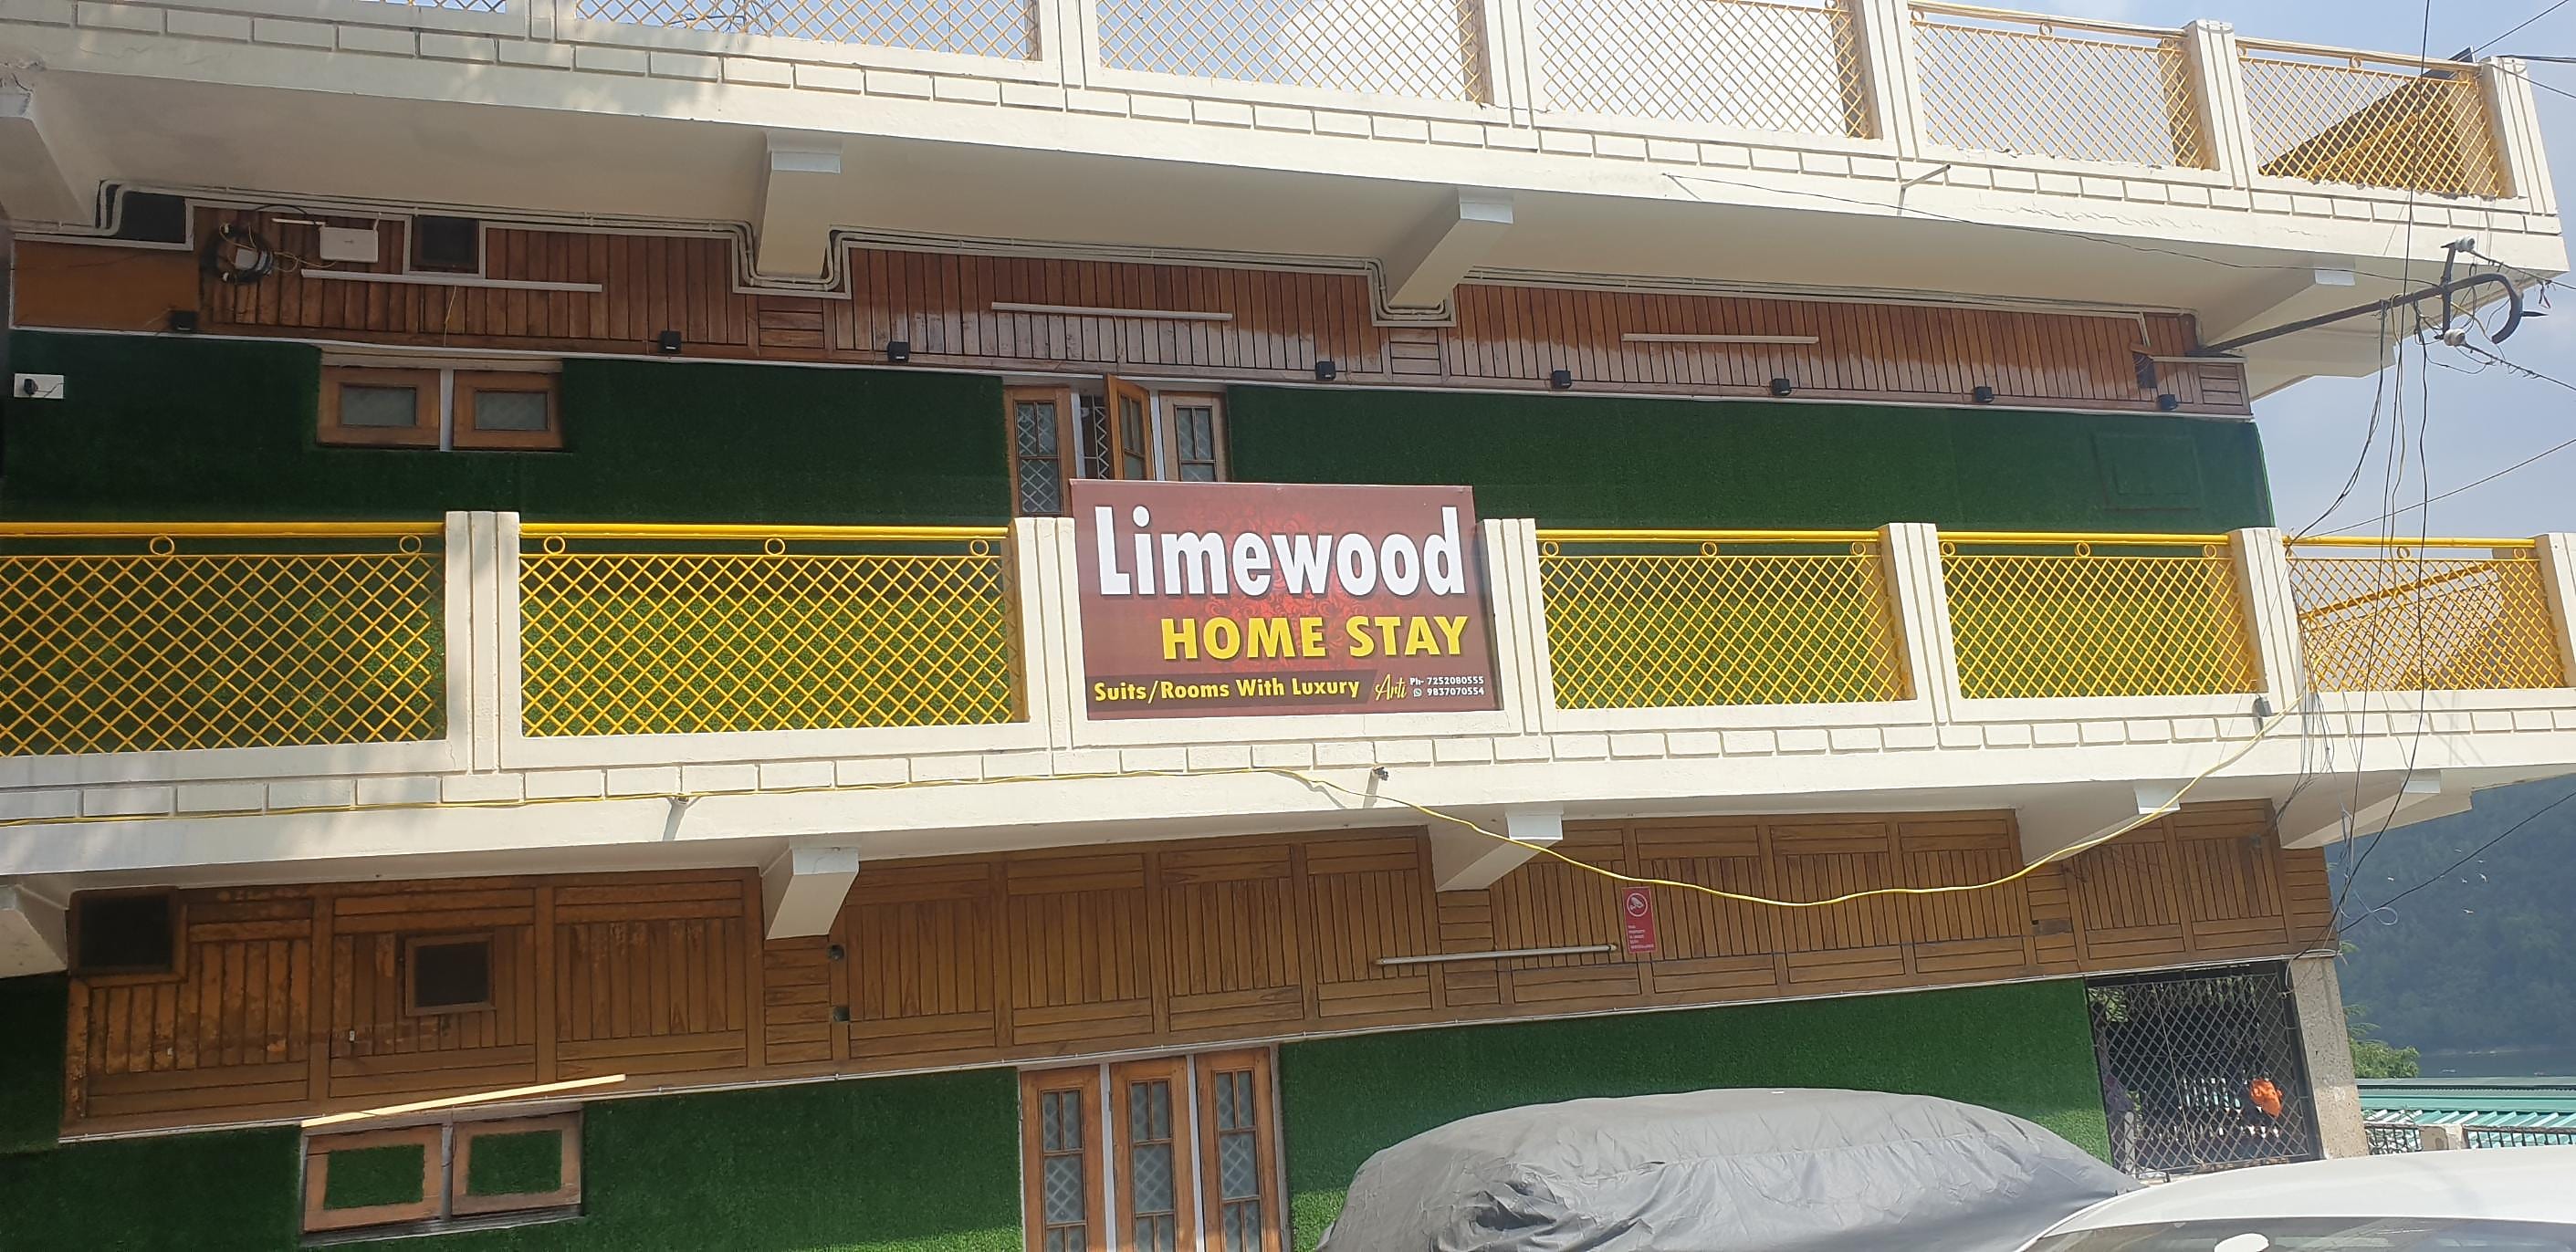 Limewood
HOME STAY
Suits/Rooms With Luxury
Arti
Ph- 7252080555
9837070554